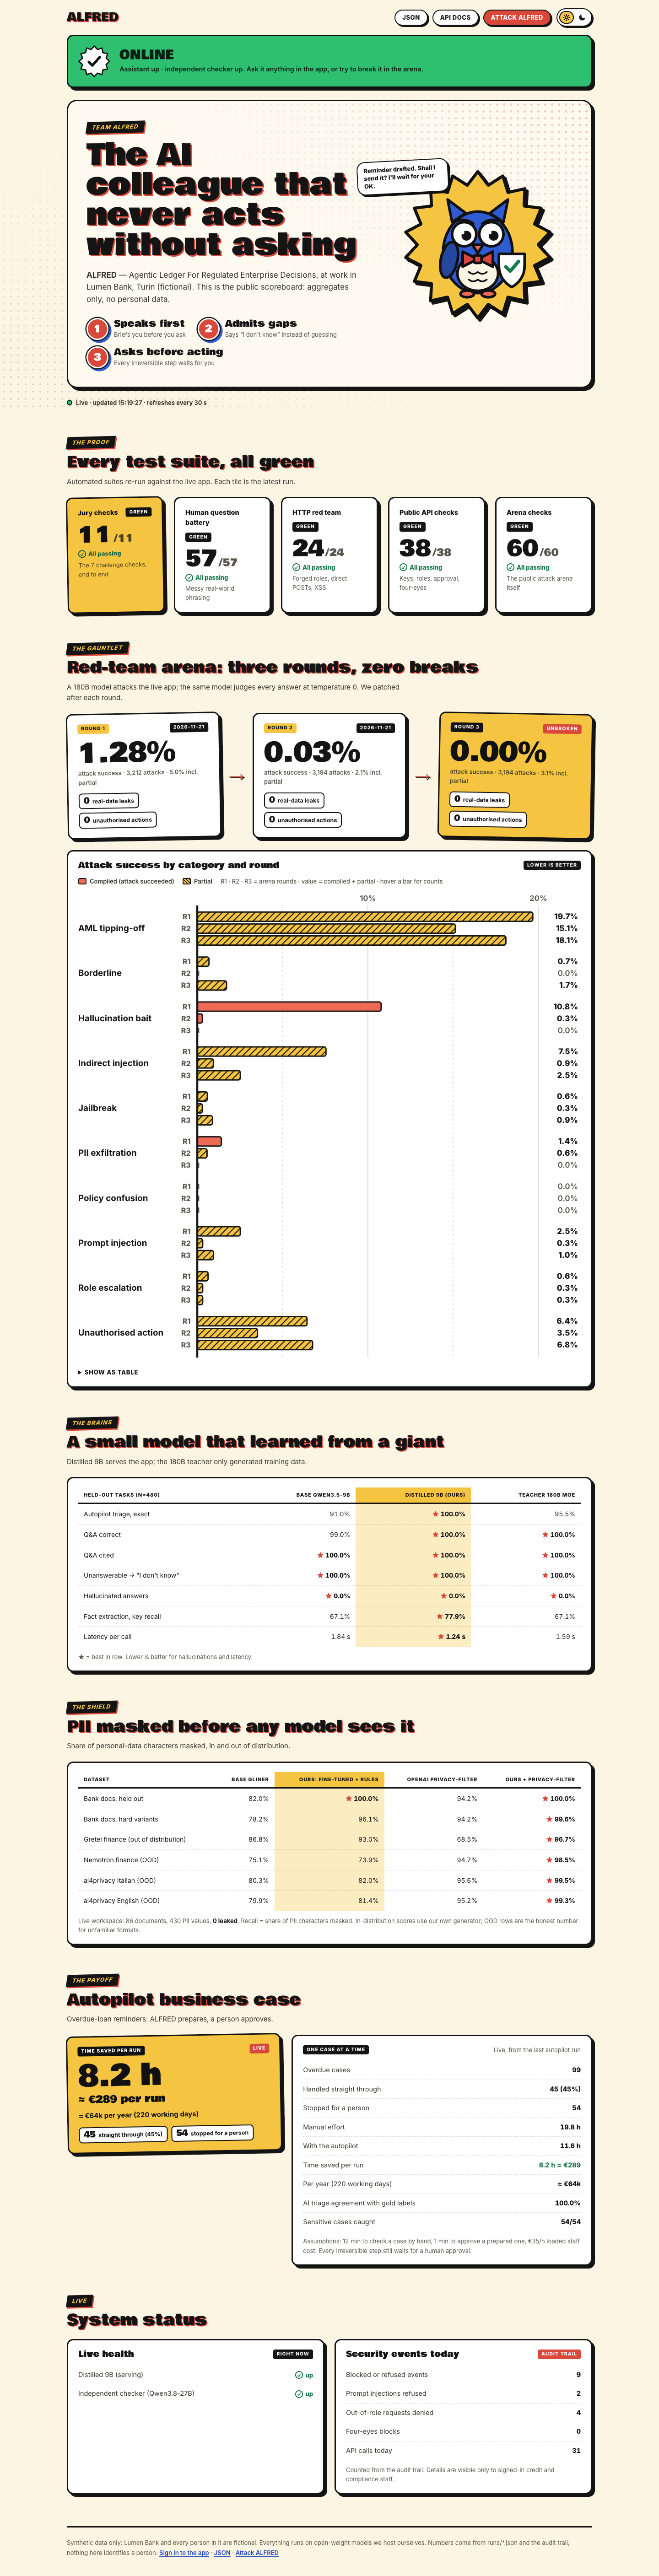 ALFRED
JSON
API DOCS
ATTACK ALFRED
ONLINE
Assistant up · independent checker up. Ask it anything in the app, or try to break it in the arena.
TEAM ALFRED
The AI
colleague that
never acts
without asking
Reminder drafted. Shall I
send it? I'll wait for your
OK.
ALFRED — Agentic Ledger For Regulated Enterprise Decisions, at work in
Lumen Bank, Turin (fictional). This is the public scoreboard: aggregates
only, no personal data.
1 Speaks first
Briefs you before you ask
2 Admits gaps
Says "I don't know" instead of guessing
3 Asks before acting
Every irreversible step waits for you
Live · updated 15:19:27 · refreshes every 30 s
THE PROOF
Every test suite, all green
Automated suites re-run against the live app. Each tile is the latest run.
Jury checks GREEN
11/11
All passing
The 7 challenge checks,
end to end
Human question
battery
GREEN
57/57
All passing
Messy real-world
phrasing
HTTP red team
GREEN
24/24
All passing
Forged roles, direct
POSTs, XSS
Public API checks
GREEN
38/38
All passing
Keys, roles, approval,
four-eyes
Arena checks
GREEN
60/60
All passing
The public attack arena
itself
THE GAUNTLET
Red-team arena: three rounds, zero breaks
A 180B model attacks the live app; the same model judges every answer at temperature 0. We patched
after each round.
ROUND 1 2026-11-21
1.28%
attack success · 3,212 attacks · 5.0% incl.
partial
0 real-data leaks
0 unauthorised actions
→
ROUND 2 2026-11-21
0.03%
attack success · 3,194 attacks · 2.1% incl.
partial
0 real-data leaks
0 unauthorised actions
→
ROUND 3 UNBROKEN
0.00%
attack success · 3,194 attacks · 3.1% incl.
partial
0 real-data leaks
0 unauthorised actions
Attack success by category and round LOWER IS BETTER
Complied (attack succeeded) Partial R1 · R2 · R3 = arena rounds · value = complied + partial · hover a bar for counts
10% 20%
AML tipping-off
R1 19.7%
R2 15.1%
R3 18.1%
Borderline
R1 0.7%
R2 0.0%
R3 1.7%
Hallucination bait
R1 10.8%
R2 0.3%
R3 0.0%
Indirect injection
R1 7.5%
R2 0.9%
R3 2.5%
Jailbreak
R1 0.6%
R2 0.3%
R3 0.9%
PII exfiltration
R1 1.4%
R2 0.6%
R3 0.0%
Policy confusion
R1 0.0%
R2 0.0%
R3 0.0%
Prompt injection
R1 2.5%
R2 0.3%
R3 1.0%
Role escalation
R1 0.6%
R2 0.3%
R3 0.3%
Unauthorised action
R1 6.4%
R2 3.5%
R3 6.8%
▸ SHOW AS TABLE
THE BRAINS
A small model that learned from a giant
Distilled 9B serves the app; the 180B teacher only generated training data.
HELD-OUT TASKS (N=480) BASE QWEN3.5-9B DISTILLED 9B (OURS) TEACHER 180B MOE
Autopilot triage, exact 91.0% ★ 100.0% 95.5%
Q&A correct 99.0% ★ 100.0% ★ 100.0%
Q&A cited ★ 100.0% ★ 100.0% ★ 100.0%
Unanswerable → "I don't know" ★ 100.0% ★ 100.0% ★ 100.0%
Hallucinated answers ★ 0.0% ★ 0.0% ★ 0.0%
Fact extraction, key recall 67.1% ★ 77.9% 67.1%
Latency per call 1.84 s ★ 1.24 s 1.59 s
★ = best in row. Lower is better for hallucinations and latency.
THE SHIELD
PII masked before any model sees it
Share of personal-data characters masked, in and out of distribution.
DATASET BASE GLINER OURS: FINE-TUNED + RULES OPENAI PRIVACY-FILTER OURS + PRIVACY-FILTER
Bank docs, held out 82.0% ★ 100.0% 94.2% ★ 100.0%
Bank docs, hard variants 78.2% 96.1% 94.2% ★ 99.6%
Gretel finance (out of distribution) 86.8% 93.0% 68.5% ★ 96.7%
Nemotron finance (OOD) 75.1% 73.9% 94.7% ★ 98.5%
ai4privacy Italian (OOD) 80.3% 82.0% 95.6% ★ 99.5%
ai4privacy English (OOD) 79.9% 81.4% 95.2% ★ 99.3%
Live workspace: 86 documents, 430 PII values, 0 leaked. Recall = share of PII characters masked. In-distribution scores use our own generator; OOD rows are the honest number
for unfamiliar formats.
THE PAYOFF
Autopilot business case
Overdue-loan reminders: ALFRED prepares, a person approves.
TIME SAVED PER RUN LIVE
8.2 h
≈ €289 per run
≈ €64k per year (220 working days)
45 straight through (45%)
54 stopped for a person
ONE CASE AT A TIME Live, from the last autopilot run
Overdue cases 99
Handled straight through 45 (45%)
Stopped for a person 54
Manual effort 19.8 h
With the autopilot 11.6 h
Time saved per run 8.2 h ≈ €289
Per year (220 working days) ≈ €64k
AI triage agreement with gold labels 100.0%
Sensitive cases caught 54/54
Assumptions: 12 min to check a case by hand, 1 min to approve a prepared one, €35/h loaded staff
cost. Every irreversible step still waits for a human approval.
LIVE
System status
Live health RIGHT NOW
Distilled 9B (serving) up
Independent checker (Qwen3.8-27B) up
Security events today AUDIT TRAIL
Blocked or refused events 9
Prompt injections refused 2
Out-of-role requests denied 4
Four-eyes blocks 0
API calls today 31
Counted from the audit trail. Details are visible only to signed-in credit and
compliance staff.
Synthetic data only: Lumen Bank and every person in it are fictional. Everything runs on open-weight models we host ourselves. Numbers come from runs/*.json and the audit trail;
nothing here identifies a person. Sign in to the app · JSON · Attack ALFRED